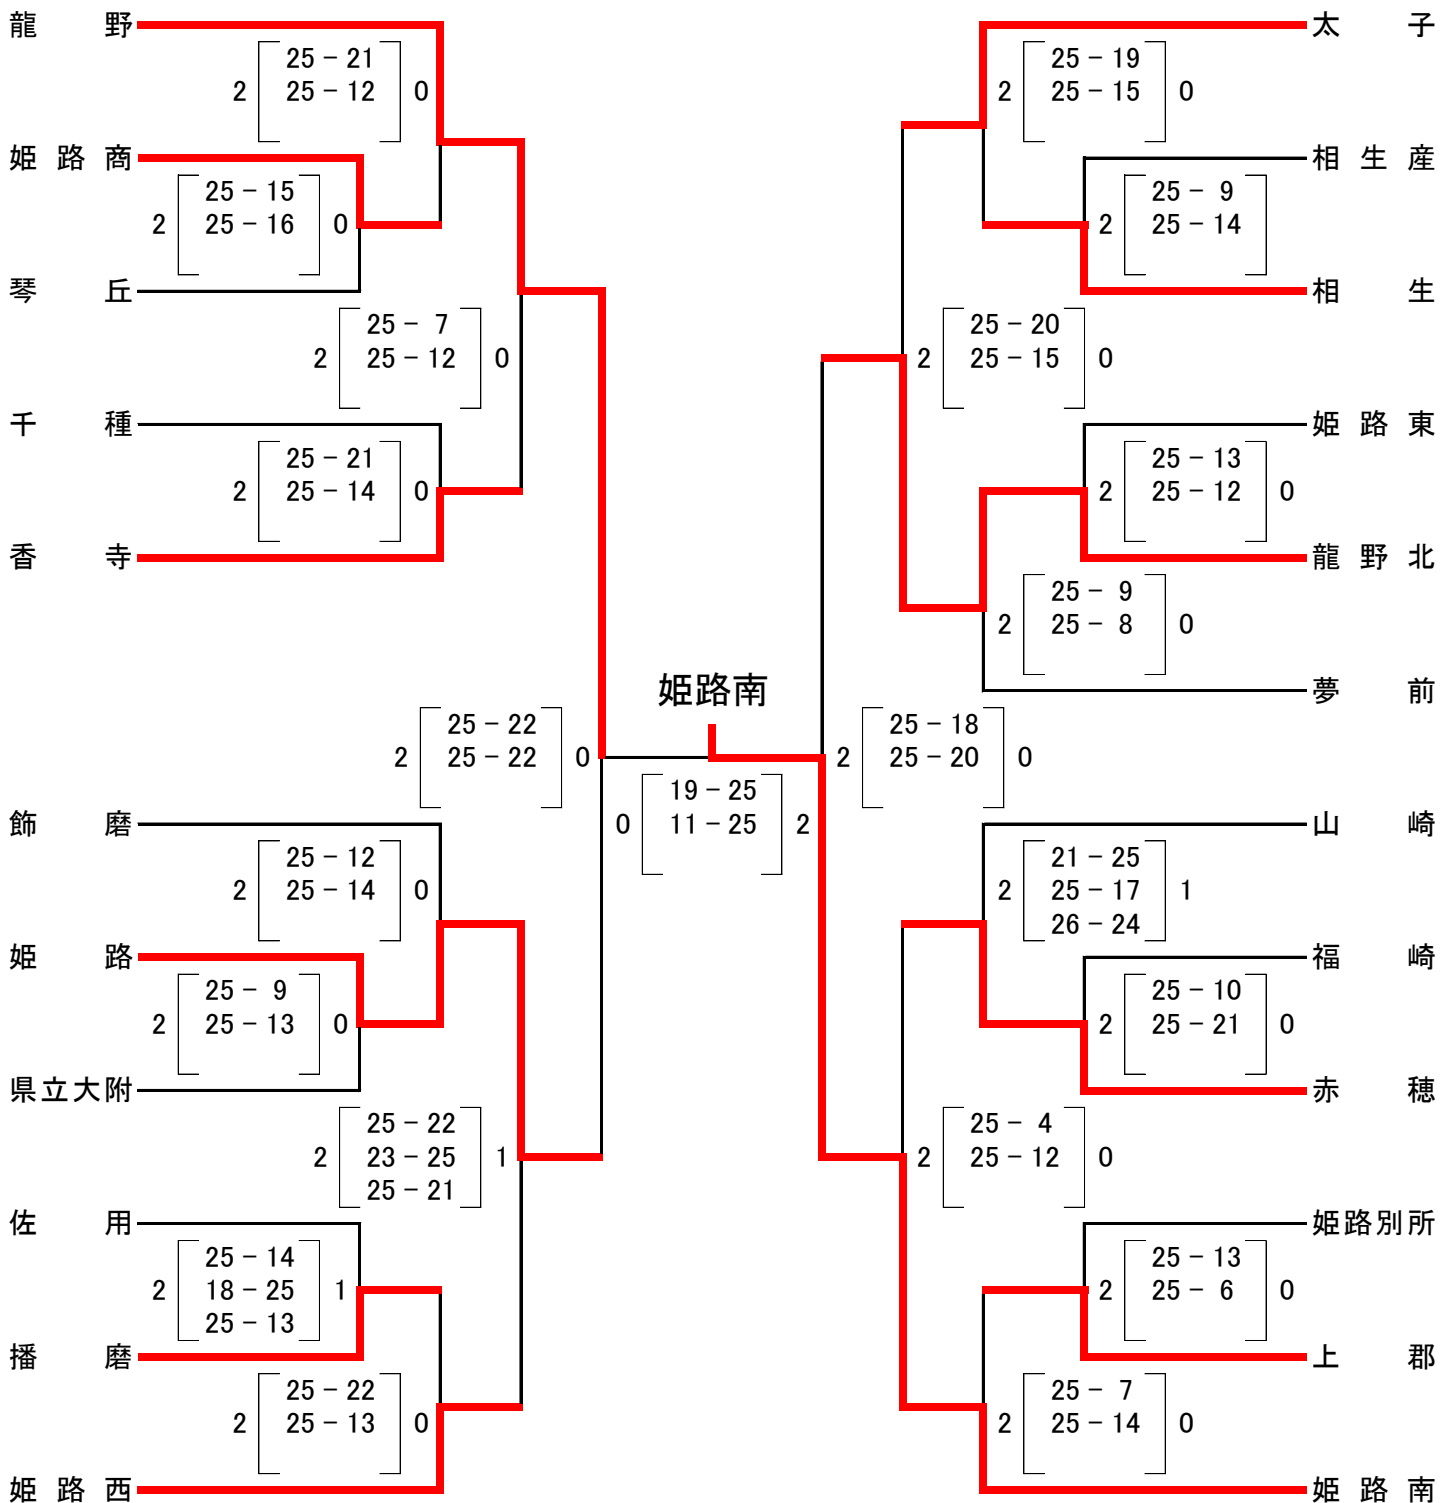 龍野
25－21
2 25－12 0
姫路商
25－15
2 25－16 0
琴丘
25－ 7
2 25－12 0
千種
25－21
2 25－14 0
香寺
25－22
2 25－22 0
飾磨
25－12
2 25－14 0
姫路
25－ 9
2 25－13 0
県立大附
25－22
2 23－25 1
25－21
佐用
25－14
2 18－25 1
25－13
播磨
25－22
2 25－13 0
姫路西
姫路南
19－25
0 11－25 2
太子
25－19
2 25－15 0
相生産
25－ 9
2 25－14
相生
25－20
2 25－15 0
姫路東
25－13
2 25－12 0
龍野北
25－ 9
2 25－ 8 0
夢前
25－18
2 25－20 0
山崎
21－25
2 25－17 1
26－24
福崎
25－10
2 25－21 0
赤穂
25－ 4
2 25－12 0
姫路別所
25－13
2 25－ 6 0
上郡
25－ 7
2 25－14 0
姫路南